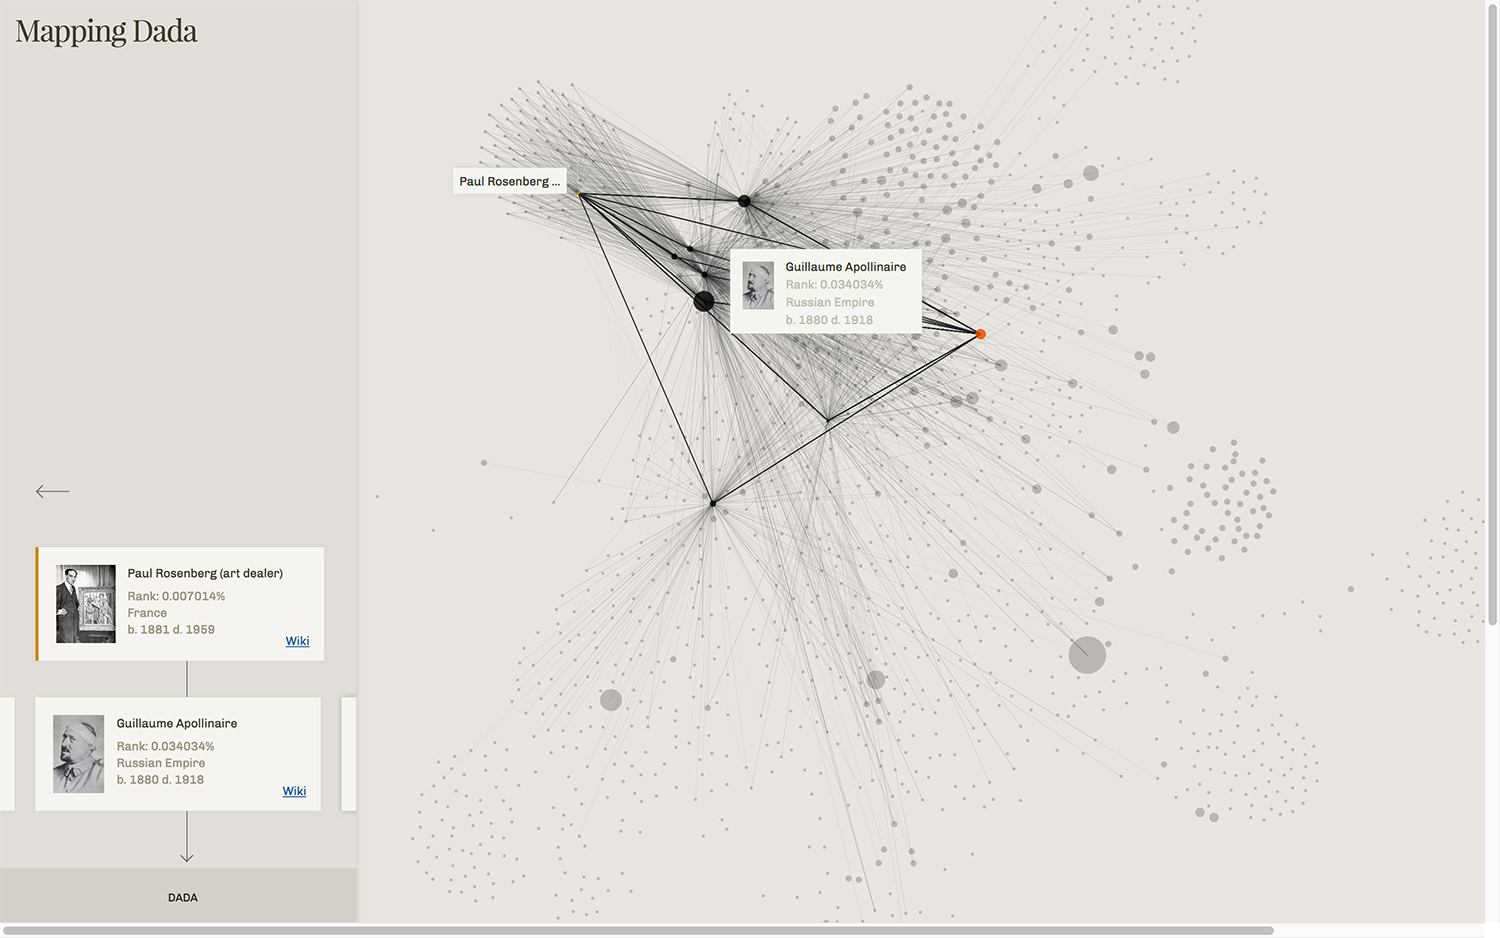 Mapping Dada
Paul Rosenberg ...
Guillaume Apollinaire
Rank: 0.034034%
Russian Empire
b. 1880 d. 1918
Paul Rosenberg (art dealer)
Rank: 0.007014%
France
b. 1881 d. 1959
Wiki
Guillaume Apollinaire
Rank: 0.034034%
Russian Empire
b. 1880 d. 1918
Wiki
DADA